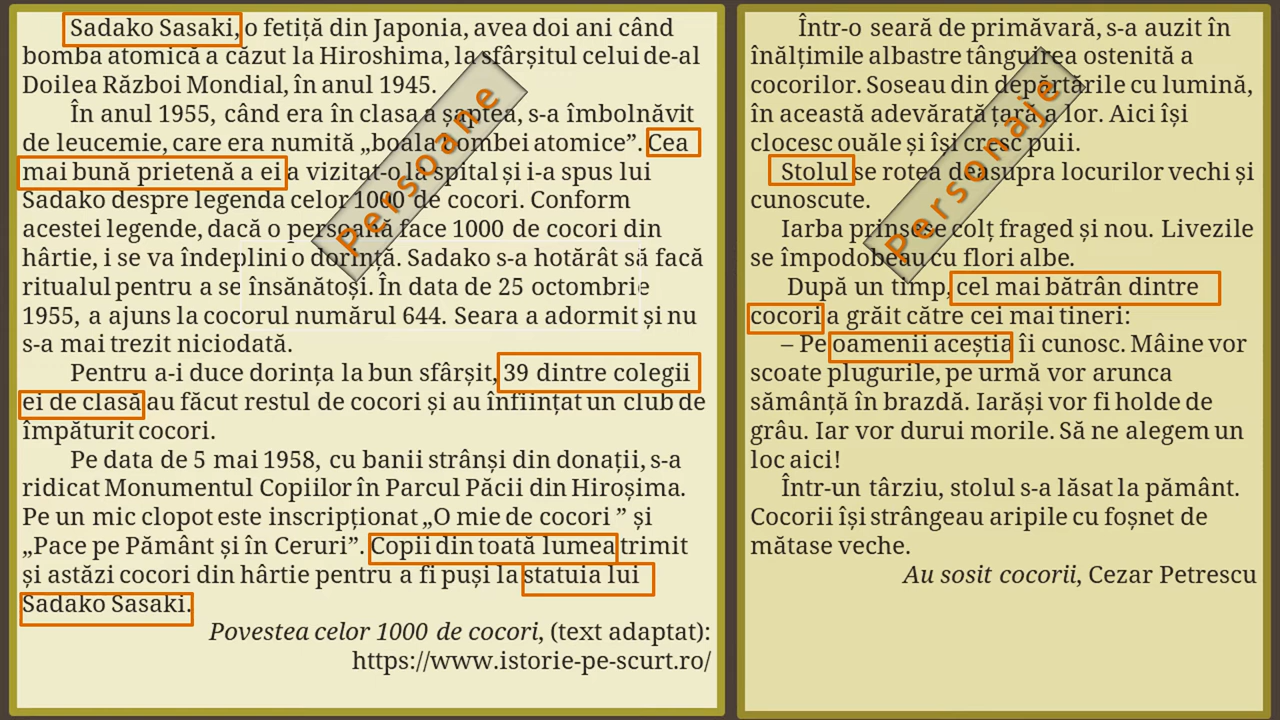 Sadako Sasaki, o fetiță din Japonia, avea doi ani când
bomba atomică a căzut la Hiroshima, la sfârșitul celui de-al
Doilea Război Mondial, în anul 1945.
În anul 1955, când era în clasa a șaptea, s-a îmbolnăvit
de leucemie, care era numită „boala bombei atomice”. Cea
mai bună prietenă a ei a vizitat-o la spital și i-a spus lui
Sadako despre legenda celor 1000 de cocori. Conform
acestei legende, dacă o persoană face 1000 de cocori din
hârtie, i se va îndeplini o dorință. Sadako s-a hotărât să facă
ritualul pentru a se însănătoși. În data de 25 octombrie
1955, a ajuns la cocorul numărul 644. Seara a adormit și nu
s-a mai trezit niciodată.
Pentru a-i duce dorința la bun sfârșit, 39 dintre colegii
ei de clasă au făcut restul de cocori și au înființat un club de
împăturit cocori.
Pe data de 5 mai 1958, cu banii strânși din donații, s-a
ridicat Monumentul Copiilor în Parcul Păcii din Hiroșima.
Pe un mic clopot este inscripționat „O mie de cocori ” și
„Pace pe Pământ și în Ceruri”. Copii din toată lumea trimit
și astăzi cocori din hârtie pentru a fi puși la statuia lui
Sadako Sasaki.
Povestea celor 1000 de cocori, (text adaptat):
https://www.istorie-pe-scurt.ro/
Persoane
Într-o seară de primăvară, s-a auzit în
înălțimile albastre tânguirea ostenită a
cocorilor. Soseau din depărtările cu lumină,
în această adevărată țară a lor. Aici își
clocesc ouăle și își cresc puii.
Stolul se rotea deasupra locurilor vechi și
cunoscute.
Iarba prinsese colț fraged și nou. Livezile
se împodobeau cu flori albe.
După un timp, cel mai bătrân dintre
cocori a grăit către cei mai tineri:
– Pe oamenii aceștia îi cunosc. Mâine vor
scoate plugurile, pe urmă vor arunca
sămânță în brazdă. Iarăși vor fi holde de
grâu. Iar vor durui morile. Să ne alegem un
loc aici!
Într-un târziu, stolul s-a lăsat la pământ.
Cocorii își strângeau aripile cu foșnet de
mătase veche.
Au sosit cocorii, Cezar Petrescu
Personaje